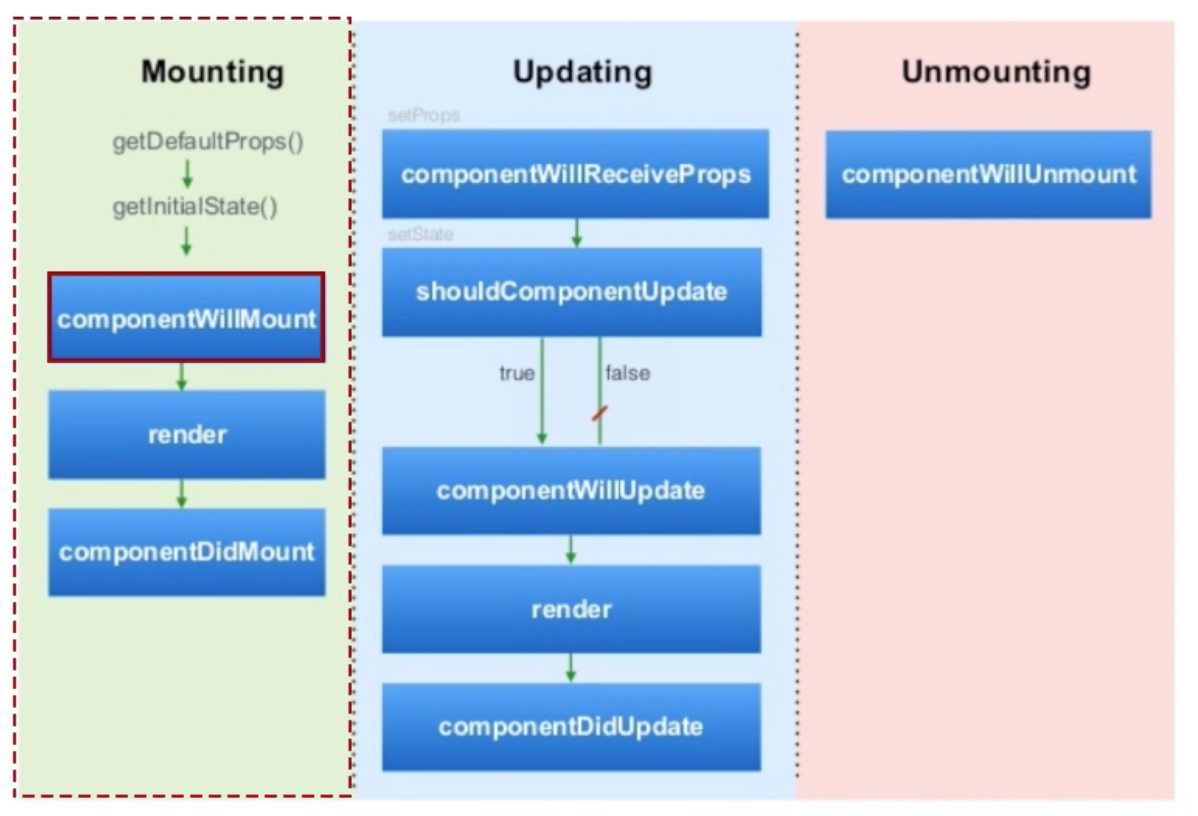 Mounting
getDefaultProps()
getInitialState()
componentWillMount
render
componentDidMount
Updating
setProps
componentWillReceiveProps
setState
shouldComponentUpdate
true
false
componentWillUpdate
render
componentDidUpdate
Unmounting
componentWillUnmount